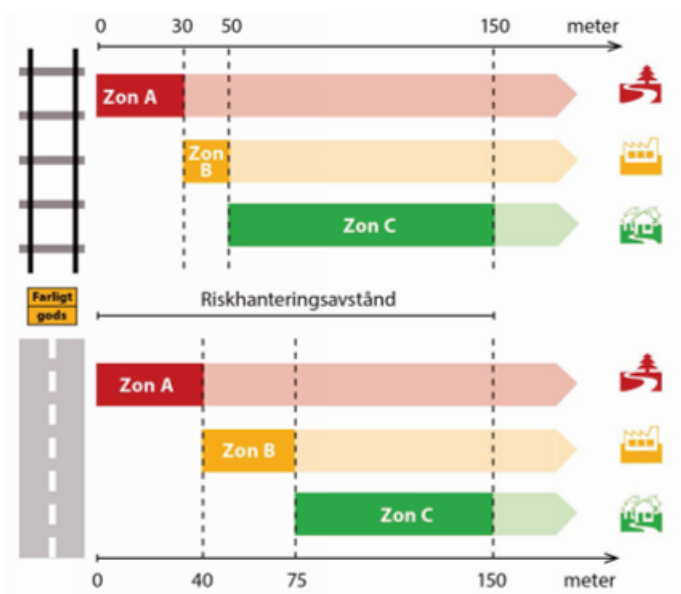 0 30 50 150 meter
Zon A
Zon
B
Zon C
Farligt
gods
Riskhanteringsavstånd
Zon A
Zon B
Zon C
0 40 75 150 meter